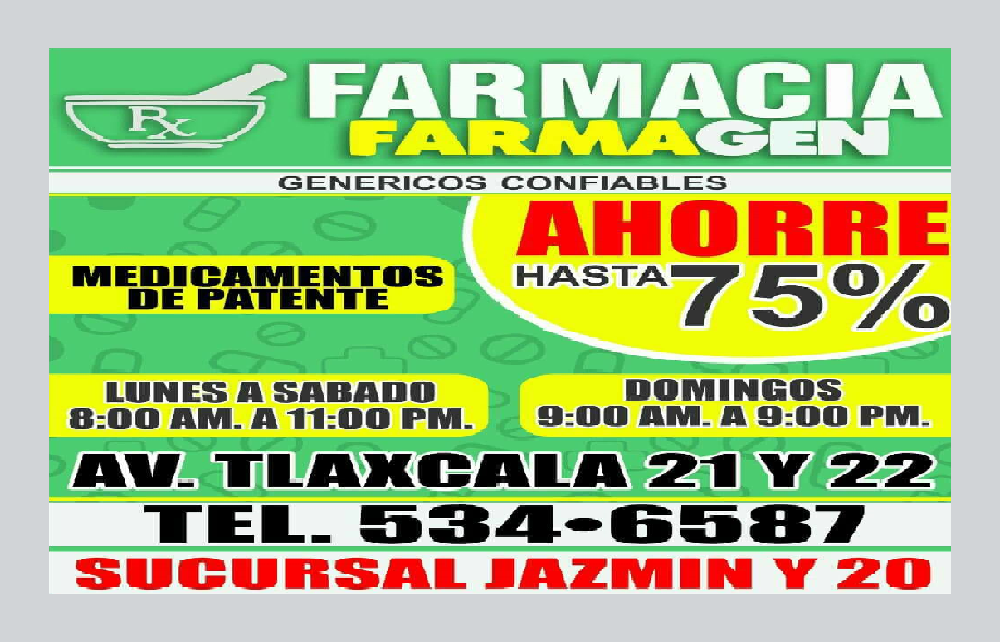 Rx
FARMACIA
FARMAGEN
GENERICOS CONFIABLES
AHORRE
HASTA 75%
MEDICAMENTOS
DE PATENTE
LUNES A SABADO
8:00 AM. A 11:00 PM.
DOMINGOS
9:00 AM. A 9:00 PM.
AV. TLAXCALA 21 Y 22
TEL. 534•6587
SUCURSAL JAZMIN Y 20